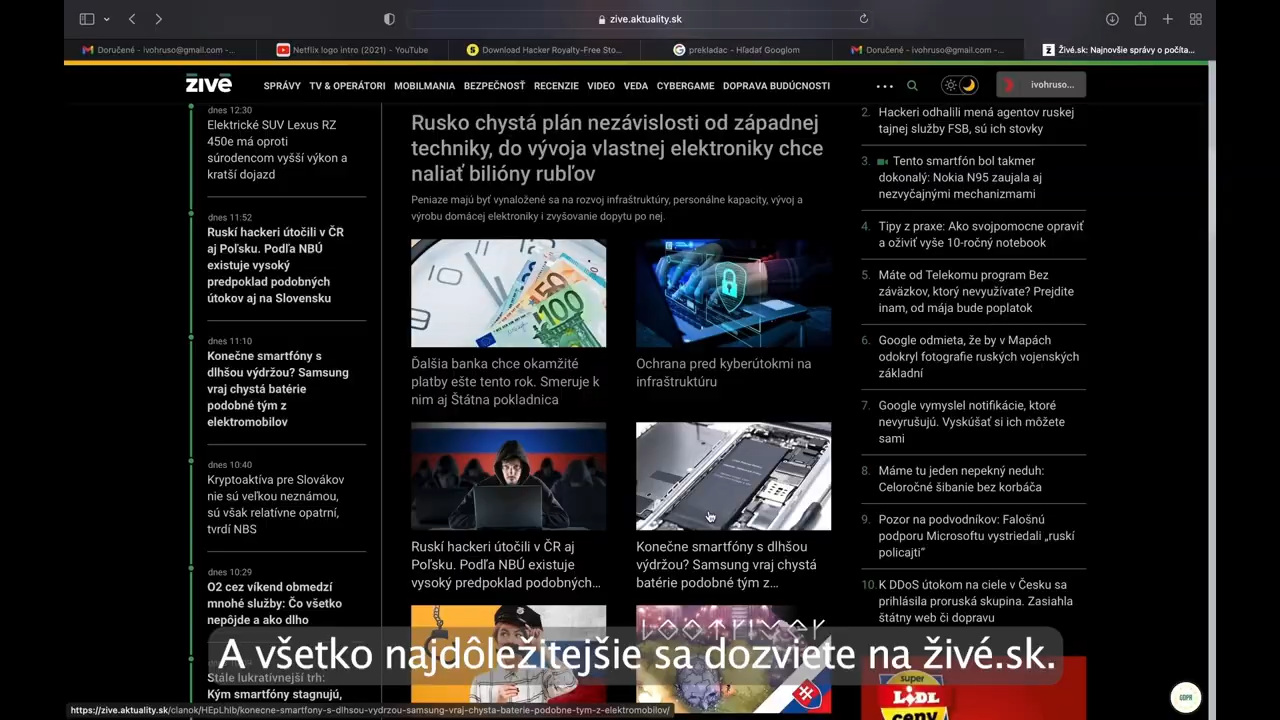 zive.aktuality.sk
Doručené - ivohruso@gmail.com -...
Netflix logo intro (2021) - YouTube
Download Hacker Royalty-Free Sto...
prekladac - Hľadať Googlom
Doručené - ivohruso@gmail.com -...
Živé.sk: Najnovšie správy o počíta...
živé
SPRÁVY
TV & OPERÁTORI
MOBILMANIA
BEZPEČNOSŤ
RECENZIE
VIDEO
VEDA
CYBERGAME
DOPRAVA BUDÚCNOSTI
ivohruso...
dnes 12:30
Elektrické SUV Lexus RZ
450e má oproti
súrodencom vyšší výkon a
kratší dojazd
dnes 11:52
Ruskí hackeri útočili v ČR
aj Poľsku. Podľa NBÚ
existuje vysoký
predpoklad podobných
útokov aj na Slovensku
dnes 11:10
Konečne smartfóny s
dlhšou výdržou? Samsung
vraj chystá batérie
podobné tým z
elektromobilov
dnes 10:40
Kryptoaktíva pre Slovákov
nie sú veľkou neznámou,
sú však relatívne opatrní,
tvrdí NBS
dnes 10:29
O2 cez víkend obmedzí
mnohé služby: Čo všetko
nepôjde a ako dlho
Stále lukratívnejší trh:
Kým smartfóny stagnujú,
Rusko chystá plán nezávislosti od západnej
techniky, do vývoja vlastnej elektroniky chce
naliať bilióny rubľov
Peniaze majú byť vynaložené sa na rozvoj infraštruktúry, personálne kapacity, vývoj a
výrobu domácej elektroniky i zvyšovanie dopytu po nej.
100
Ďalšia banka chce okamžité
platby ešte tento rok. Smeruje k
nim aj Štátna pokladnica
Ochrana pred kyberútokmi na
infraštruktúru
Ruskí hackeri útočili v ČR aj
Poľsku. Podľa NBÚ existuje
vysoký predpoklad podobných...
Konečne smartfóny s dlhšou
výdržou? Samsung vraj chystá
batérie podobné tým z...
2. Hackeri odhalili mená agentov ruskej
tajnej služby FSB, sú ich stovky
3. Tento smartfón bol takmer
dokonalý: Nokia N95 zaujala aj
nezvyčajnými mechanizmami
4. Tipy z praxe: Ako svojpomocne opraviť
a oživiť vyše 10-ročný notebook
5. Máte od Telekomu program Bez
záväzkov, ktorý nevyužívate? Prejdite
inam, od mája bude poplatok
6. Google odmieta, že by v Mapách
odokryl fotografie ruských vojenských
základní
7. Google vymyslel notifikácie, ktoré
nevyrušujú. Vyskúšať si ich môžete
sami
8. Máme tu jeden nepekný neduh:
Celoročné šibanie bez korbáča
9. Pozor na podvodníkov: Falošnú
podporu Microsoftu vystriedali „ruskí
policajti“
10. K DDoS útokom na ciele v Česku sa
prihlásila proruská skupina. Zasiahla
štátny web či dopravu
super
LIDL
ceny
GDPR
A všetko najdôležitejšie sa dozviete na živé.sk.
https://zive.aktuality.sk/clanok/HEpLhlb/konecne-smartfony-s-dlhsou-vydrzou-samsung-vraj-chysta-baterie-podobne-tym-z-elektromobilov/